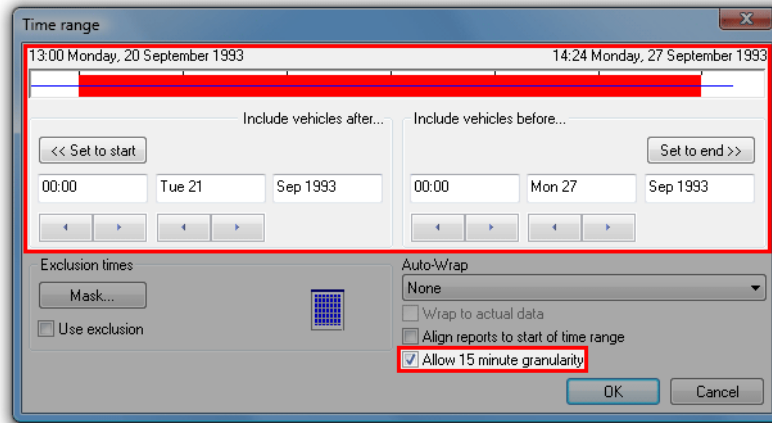 Time range
13:00 Monday, 20 September 1993 14:24 Monday, 27 September 1993
Include vehicles after... Include vehicles before...
<< Set to start Set to end >>
00:00 Tue 21 Sep 1993 00:00 Mon 27 Sep 1993
Exclusion times Auto-Wrap
Mask... None
Wrap to actual data
Use exclusion Align reports to start of time range
Allow 15 minute granularity
OK Cancel